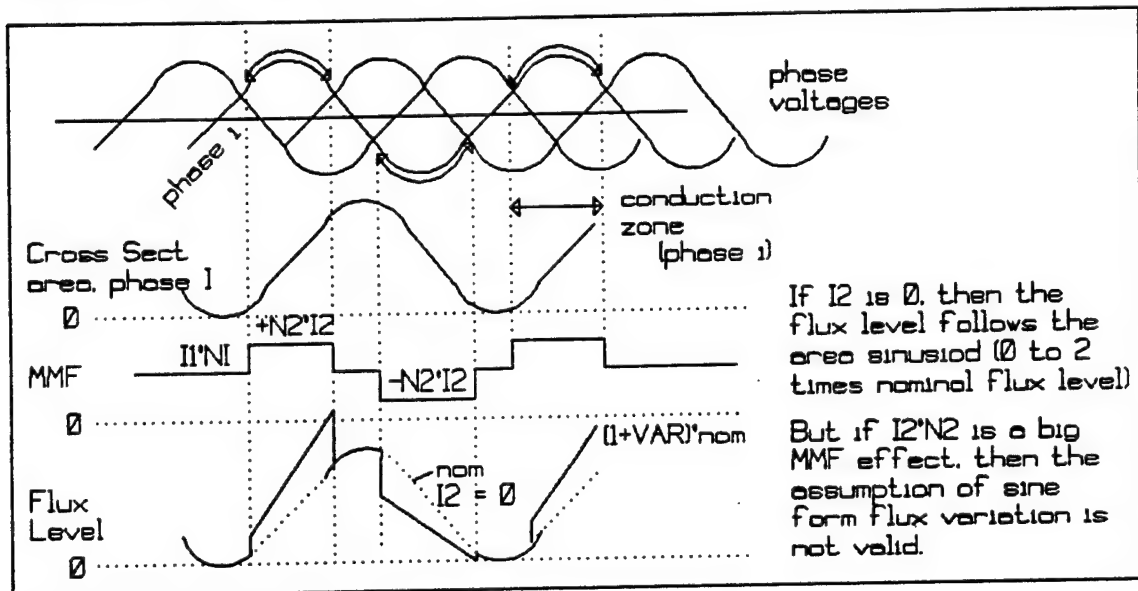 phase
voltages
phase 1
conduction
zone
(phase 1)
Cross Sect
area, phase I
0
+N2*I2
I1*NI
MMF
-N2*I2
0
(1+VAR)*nom
nom
I2 = 0
Flux
Level
0
If I2 is 0, then the
flux level follows the
area sinusiod (0 to 2
times nominal flux level)
But if I2*N2 is a big
MMF effect, then the
assumption of sine
form flux variation is
not valid.